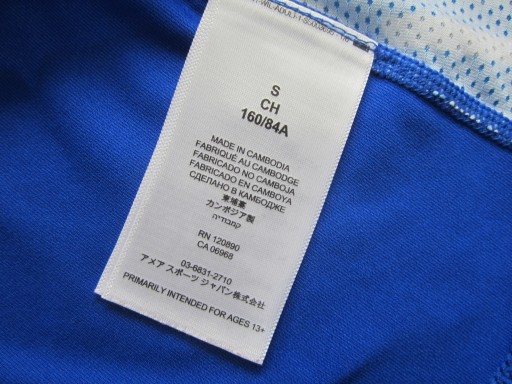 S
CH
160/84A
MADE IN CAMBODIA
FABRIQUÉ AU CAMBODGE
FABRICADO NO CAMBOJA
FABRICADO EN CAMBOYA
СДЕЛАНО В КАМБОДЖЕ
柬埔寨
カンボジア製
קמבודיה
RN 120890
CA 06968
03-6831-2710
アメア スポーツ ジャパン株式会社
PRIMARILY INTENDED FOR AGES 13+